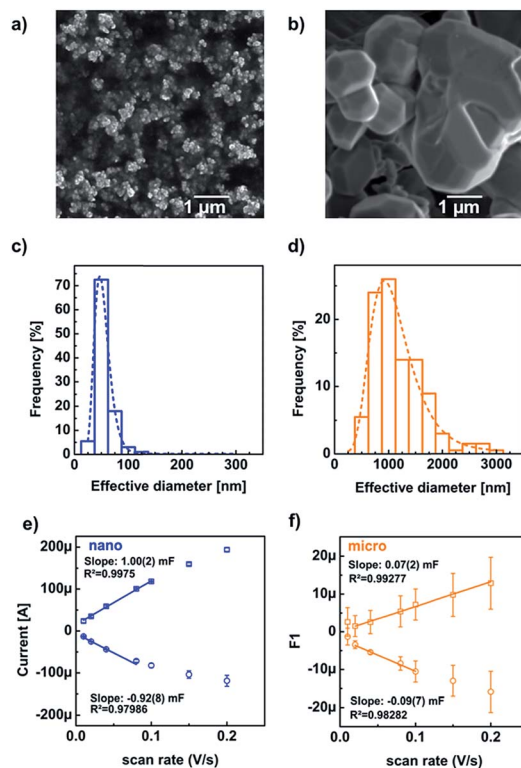 a)
b)
1 µm
1 µm
c)
d)
70
60
50
40
30
20
10
0
Frequency [%]
0 100 200 300
Effective diameter [nm]
20
10
0
Frequency [%]
0 1000 2000 3000
Effective diameter [nm]
e)
f)
nano
Slope: 1.00(2) mF
R²=0.9975
200µ
100µ
0
-100µ
-200µ
Current [A]
Slope: -0.92(8) mF
R²=0.97986
0.0 0.1 0.2
scan rate (V/s)
micro
Slope: 0.07(2) mF
R²=0.99277
20µ
10µ
0
-10µ
-20µ
F1
Slope: -0.09(7) mF
R²=0.98282
0.0 0.1 0.2
scan rate (V/s)